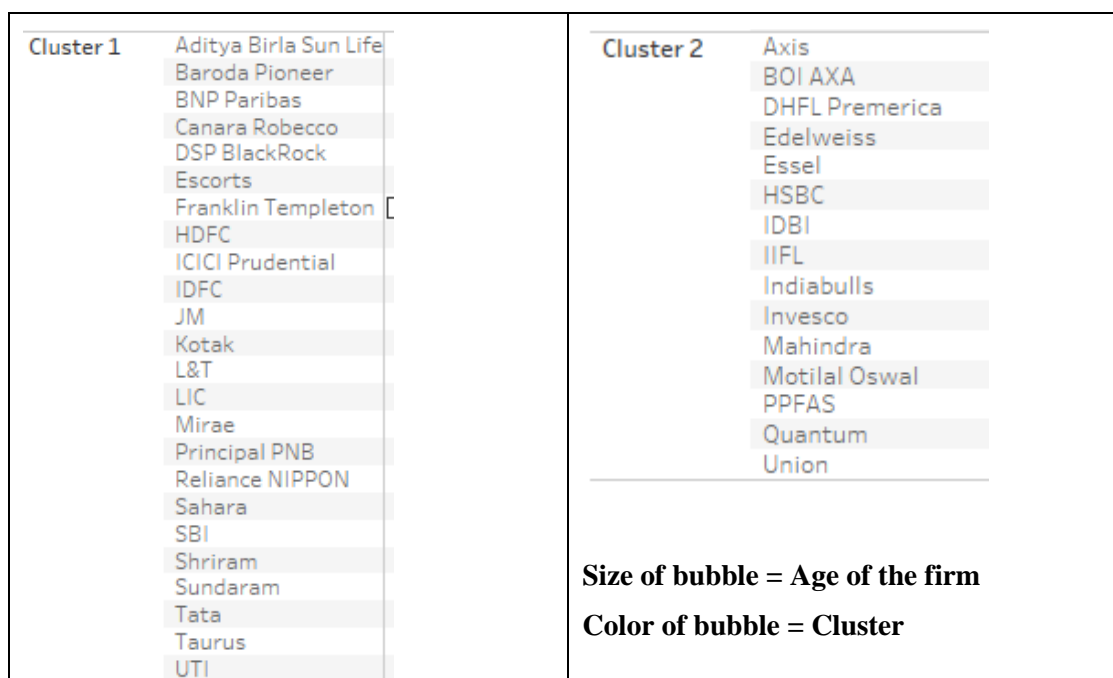 Cluster 1
Aditya Birla Sun Life
Baroda Pioneer
BNP Paribas
Canara Robecco
DSP BlackRock
Escorts
Franklin Templeton
HDFC
ICICI Prudential
IDFC
JM
Kotak
L&T
LIC
Mirae
Principal PNB
Reliance NIPPON
Sahara
SBI
Shriram
Sundaram
Tata
Taurus
UTI
Cluster 2
Axis
BOI AXA
DHFL Premerica
Edelweiss
Essel
HSBC
IDBI
IIFL
Indiabulls
Invesco
Mahindra
Motilal Oswal
PPFAS
Quantum
Union
Size of bubble = Age of the firm
Color of bubble = Cluster